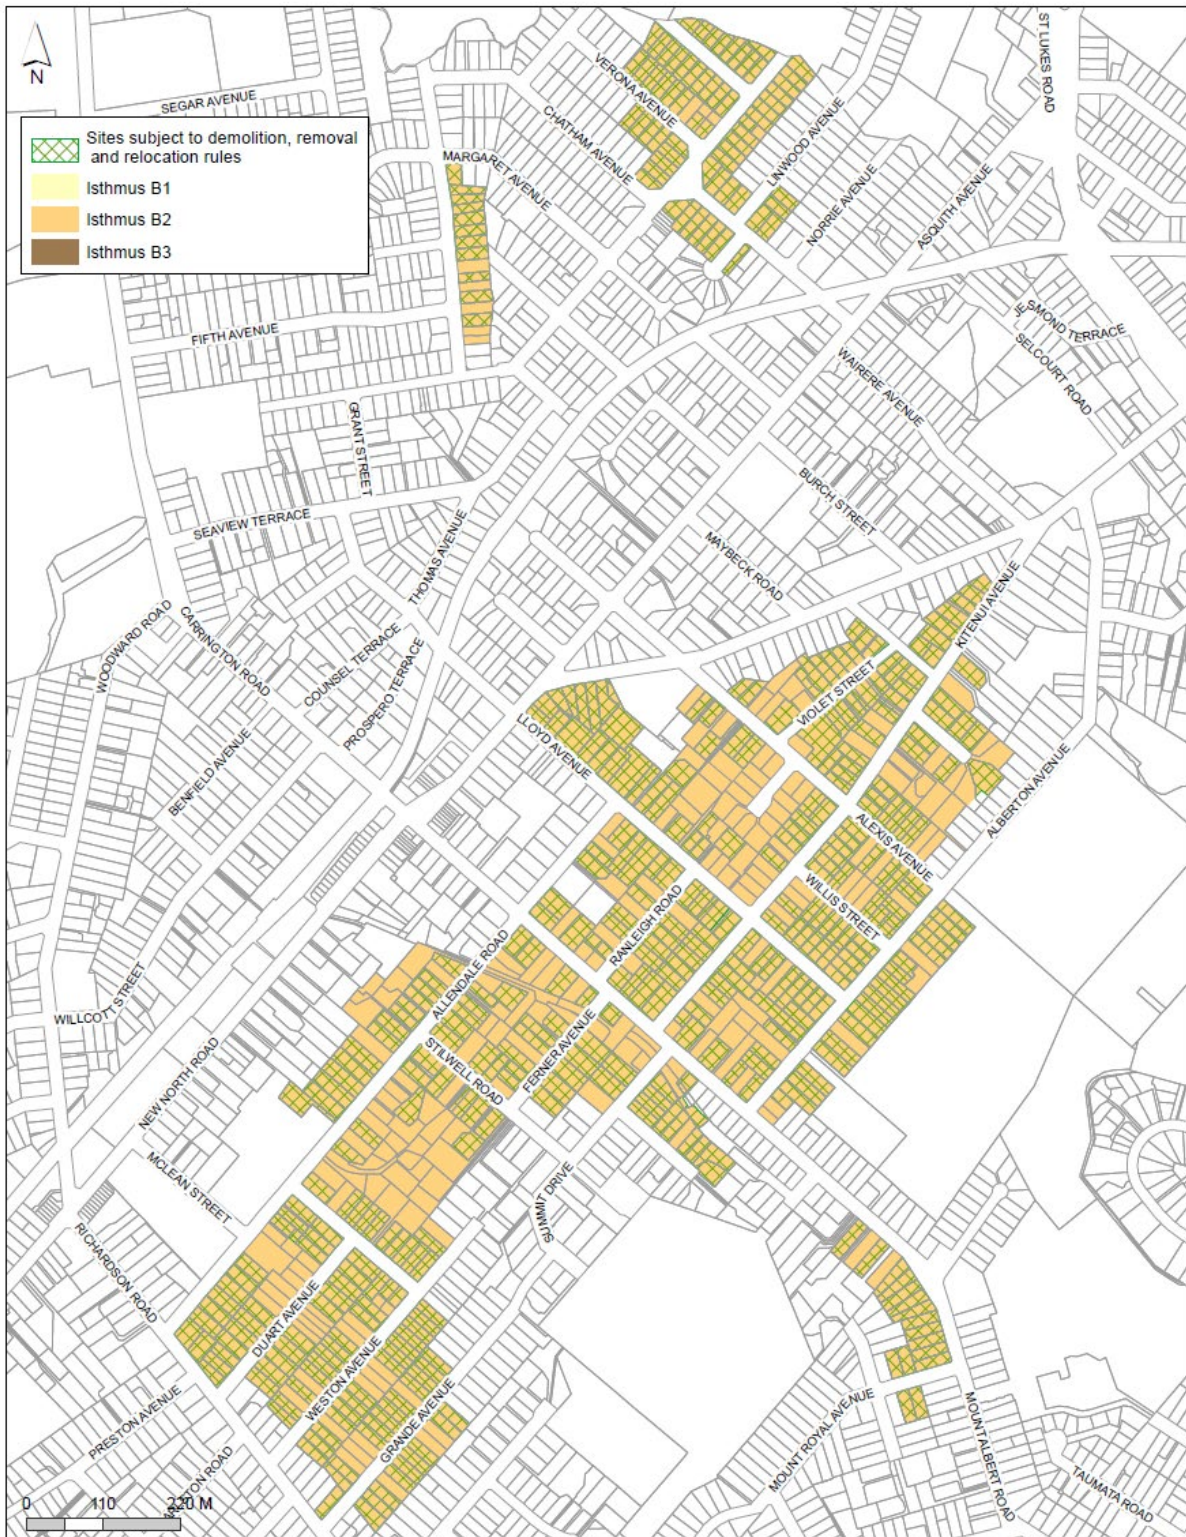 ST LUKES ROAD
VERONA AVENUE
N
SEGAR AVENUE
CHATHAM AVENUE
LINWOOD AVENUE
Sites subject to demolition, removal
and relocation rules
Isthmus B1
Isthmus B2
Isthmus B3
MARGARET AVENUE
NORRIE AVENUE
ASQUITH AVENUE
JESMOND TERRACE
FIFTH AVENUE
SELCOURT ROAD
WAIRERE AVENUE
GRANT STREET
BURCH STREET
SEAVIEW TERRACE
THOMAS AVENUE
MAYBECK ROAD
KITENUI AVENUE
WOODWARD ROAD
CARRINGTON ROAD
COUNSEL TERRACE
PROSPERO TERRACE
VIOLET STREET
LLOYD AVENUE
BENFIELD AVENUE
ALBERTON AVENUE
ALEXIS AVENUE
WILLIS STREET
RANLEIGH ROAD
ALLENDALE ROAD
WILLCOTT STREET
FERNER AVENUE
STILWELL ROAD
NEW NORTH ROAD
MCLEAN STREET
SUMMIT DRIVE
RICHARDSON ROAD
DUART AVENUE
WESTON AVENUE
GRANDE AVENUE
PRESTON AVENUE
MOUNT ROYAL AVENUE
MOUNT ALBERT ROAD
TAUMATA ROAD
0 110 220 M